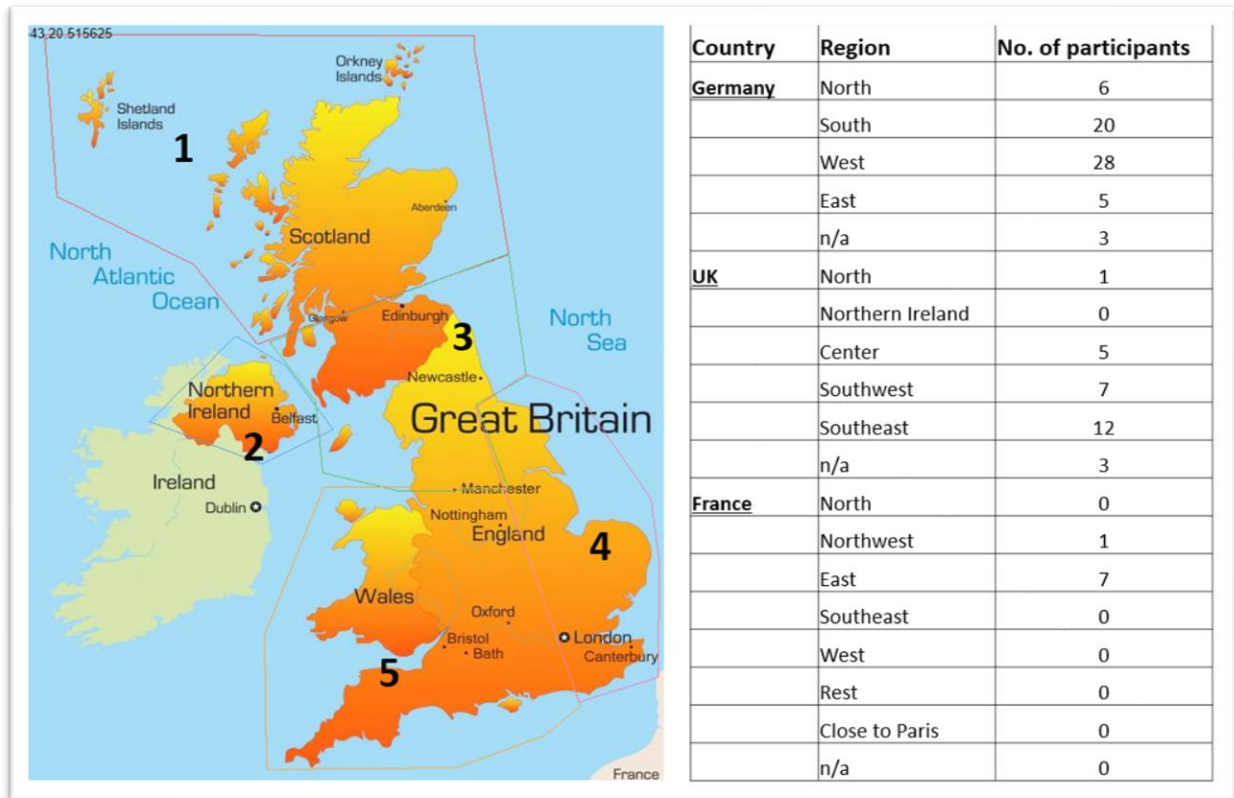 43,20.515625
Orkney
Islands
Shetland
Islands
1
Aberdeen
Scotland
North
Atlantic
Ocean
Glasgow
Edinburgh
North
Sea
3
Newcastle
Northern
Ireland
Belfast
Great Britain
2
Ireland
Dublin
Manchester
Nottingham
England
4
Wales
Oxford
London
Bristol
Canterbury
Bath
5
France
Country Region No. of participants
Germany North 6
South 20
West 28
East 5
n/a 3
UK North 1
Northern Ireland 0
Center 5
Southwest 7
Southeast 12
n/a 3
France North 0
Northwest 1
East 7
Southeast 0
West 0
Rest 0
Close to Paris 0
n/a 0